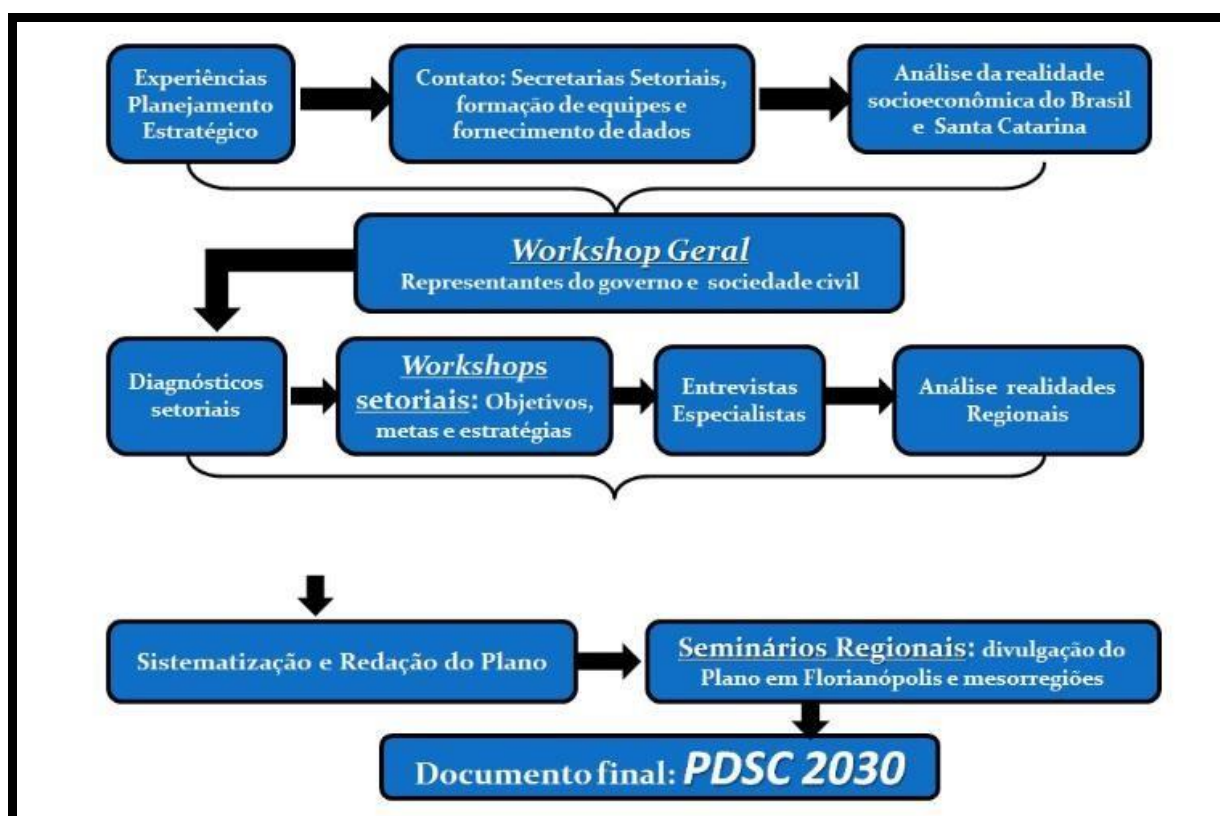 Experiências
Planejamento
Estratégico
Contato: Secretarias Setoriais,
formação de equipes e
fornecimento de dados
Análise da realidade
socioeconômica do Brasil
e Santa Catarina
Workshop Geral
Representantes do governo e sociedade civil
Diagnósticos
setoriais
Workshops
setoriais: Objetivos,
metas e estratégias
Entrevistas
Especialistas
Análise realidades
Regionais
Sistematização e Redação do Plano
Seminários Regionais: divulgação do
Plano em Florianópolis e mesorregiões
Documento final: PDSC 2030